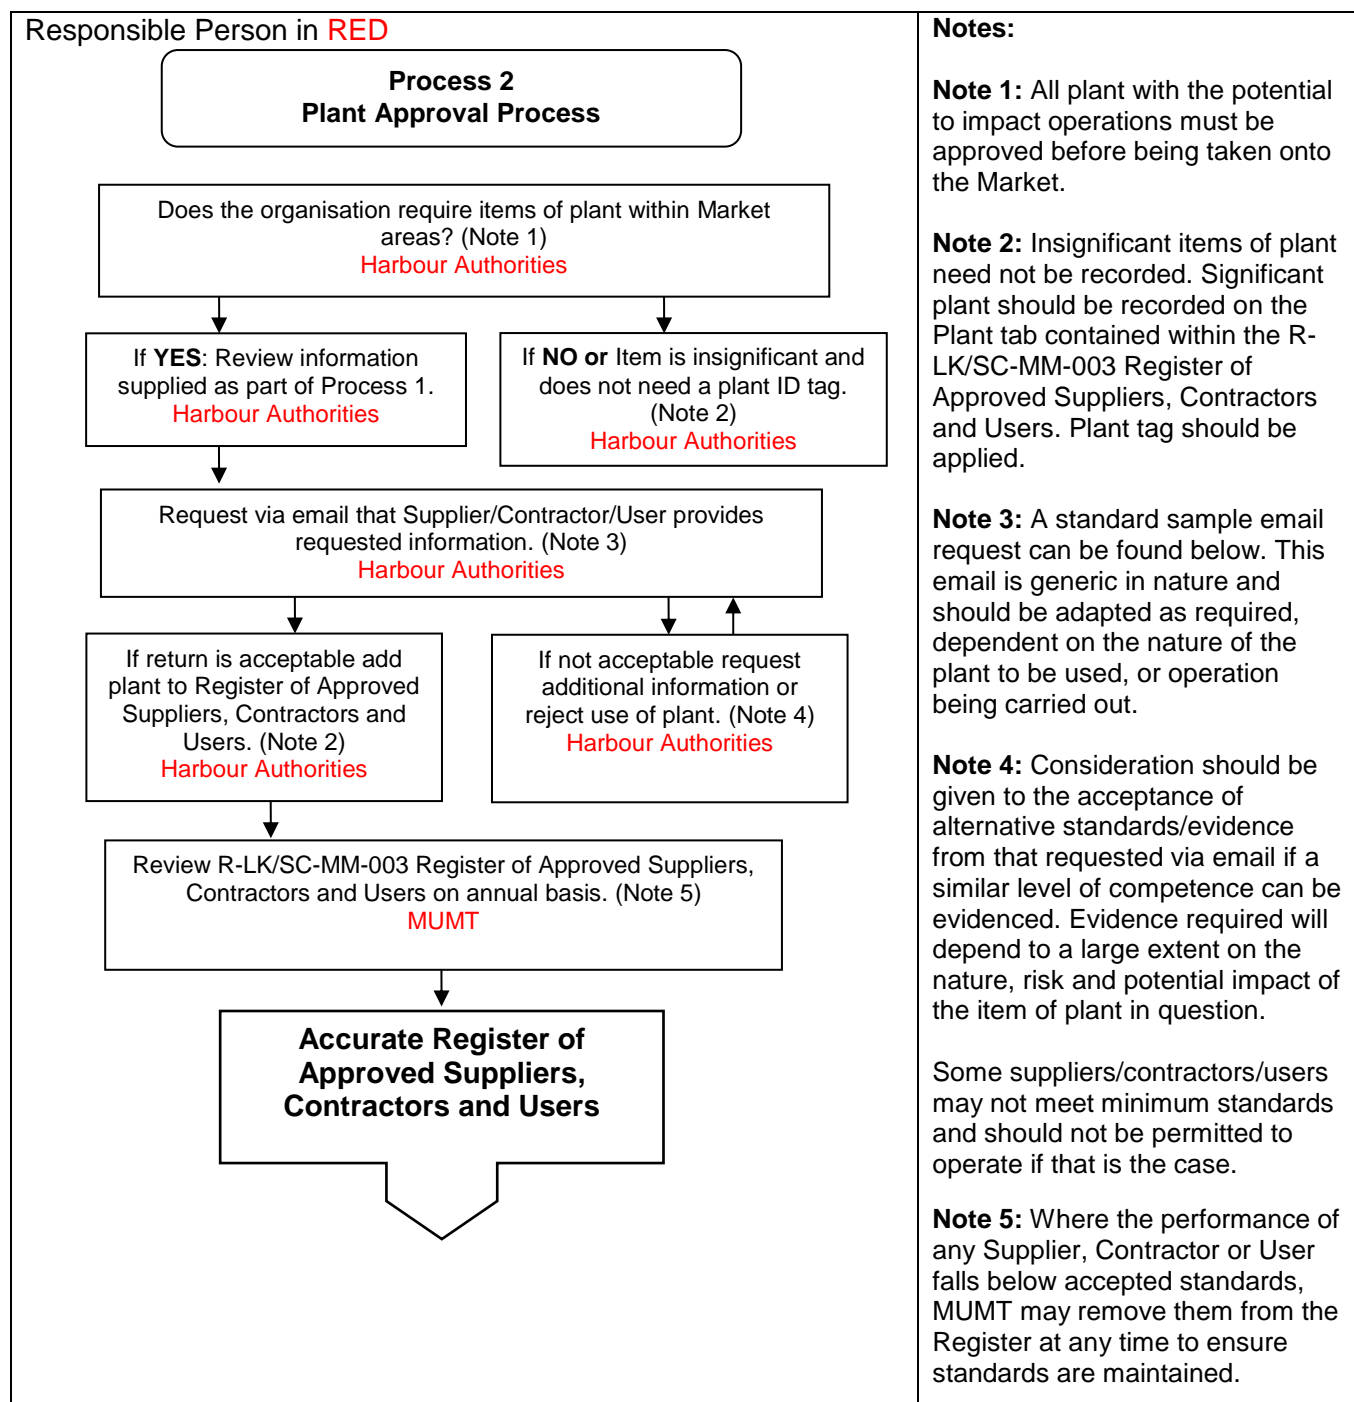 Responsible Person in RED
Process 2
Plant Approval Process
Does the organisation require items of plant within Market
areas? (Note 1)
Harbour Authorities
If YES: Review information
supplied as part of Process 1.
Harbour Authorities
If NO or Item is insignificant and
does not need a plant ID tag.
(Note 2)
Harbour Authorities
Request via email that Supplier/Contractor/User provides
requested information. (Note 3)
Harbour Authorities
If return is acceptable add
plant to Register of Approved
Suppliers, Contractors and
Users. (Note 2)
Harbour Authorities
If not acceptable request
additional information or
reject use of plant. (Note 4)
Harbour Authorities
Review R-LK/SC-MM-003 Register of Approved Suppliers,
Contractors and Users on annual basis. (Note 5)
MUMT
Accurate Register of
Approved Suppliers,
Contractors and Users
Notes:
Note 1: All plant with the potential
to impact operations must be
approved before being taken onto
the Market.
Note 2: Insignificant items of plant
need not be recorded. Significant
plant should be recorded on the
Plant tab contained within the R-
LK/SC-MM-003 Register of
Approved Suppliers, Contractors
and Users. Plant tag should be
applied.
Note 3: A standard sample email
request can be found below. This
email is generic in nature and
should be adapted as required,
dependent on the nature of the
plant to be used, or operation
being carried out.
Note 4: Consideration should be
given to the acceptance of
alternative standards/evidence
from that requested via email if a
similar level of competence can be
evidenced. Evidence required will
depend to a large extent on the
nature, risk and potential impact of
the item of plant in question.
Some suppliers/contractors/users
may not meet minimum standards
and should not be permitted to
operate if that is the case.
Note 5: Where the performance of
any Supplier, Contractor or User
falls below accepted standards,
MUMT may remove them from the
Register at any time to ensure
standards are maintained.